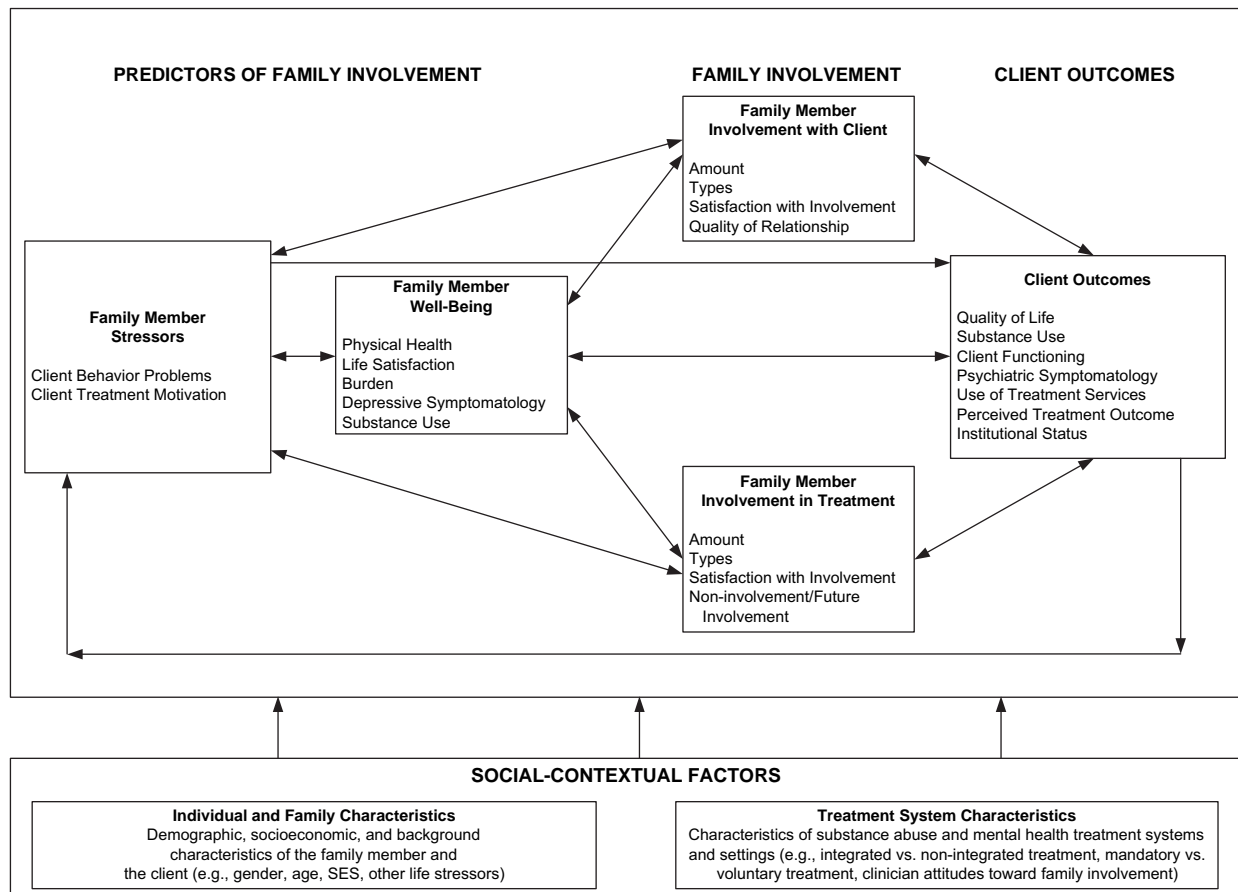 PREDICTORS OF FAMILY INVOLVEMENT
FAMILY INVOLVEMENT
CLIENT OUTCOMES
Family Member
Involvement with Client
Amount
Types
Satisfaction with Involvement
Quality of Relationship
Family Member
Stressors
Client Behavior Problems
Client Treatment Motivation
Family Member
Well-Being
Physical Health
Life Satisfaction
Burden
Depressive Symptomatology
Substance Use
Client Outcomes
Quality of Life
Substance Use
Client Functioning
Psychiatric Symptomatology
Use of Treatment Services
Perceived Treatment Outcome
Institutional Status
Family Member
Involvement in Treatment
Amount
Types
Satisfaction with Involvement
Non-involvement/Future
Involvement
SOCIAL-CONTEXTUAL FACTORS
Individual and Family Characteristics
Demographic, socioeconomic, and background
characteristics of the family member and
the client (e.g., gender, age, SES, other life stressors)
Treatment System Characteristics
Characteristics of substance abuse and mental health treatment systems
and settings (e.g., integrated vs. non-integrated treatment, mandatory vs.
voluntary treatment, clinician attitudes toward family involvement)